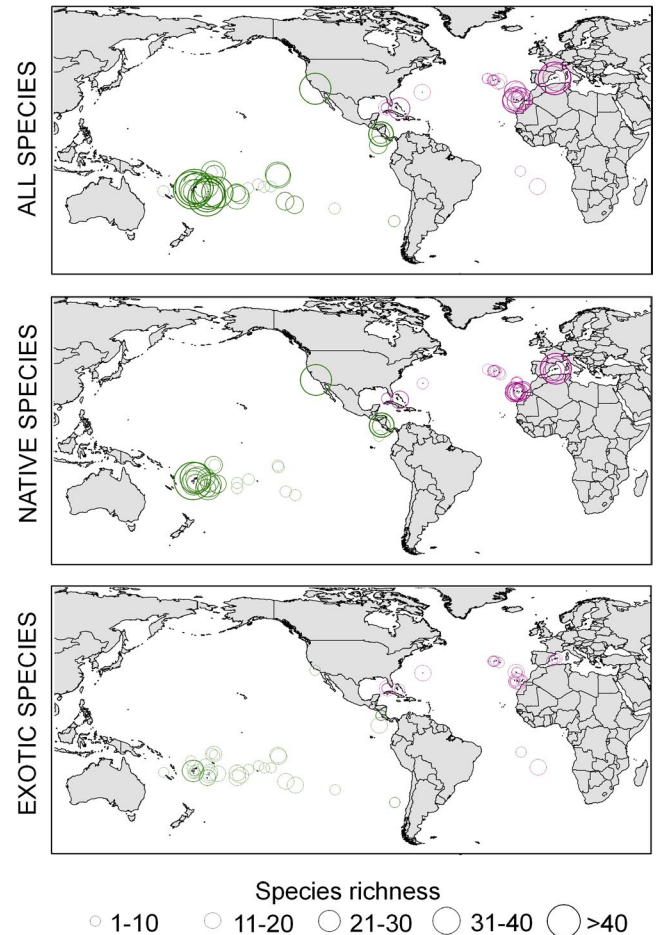 ALL SPECIES
NATIVE SPECIES
EXOTIC SPECIES
Species richness
1-10 11-20 21-30 31-40 >40